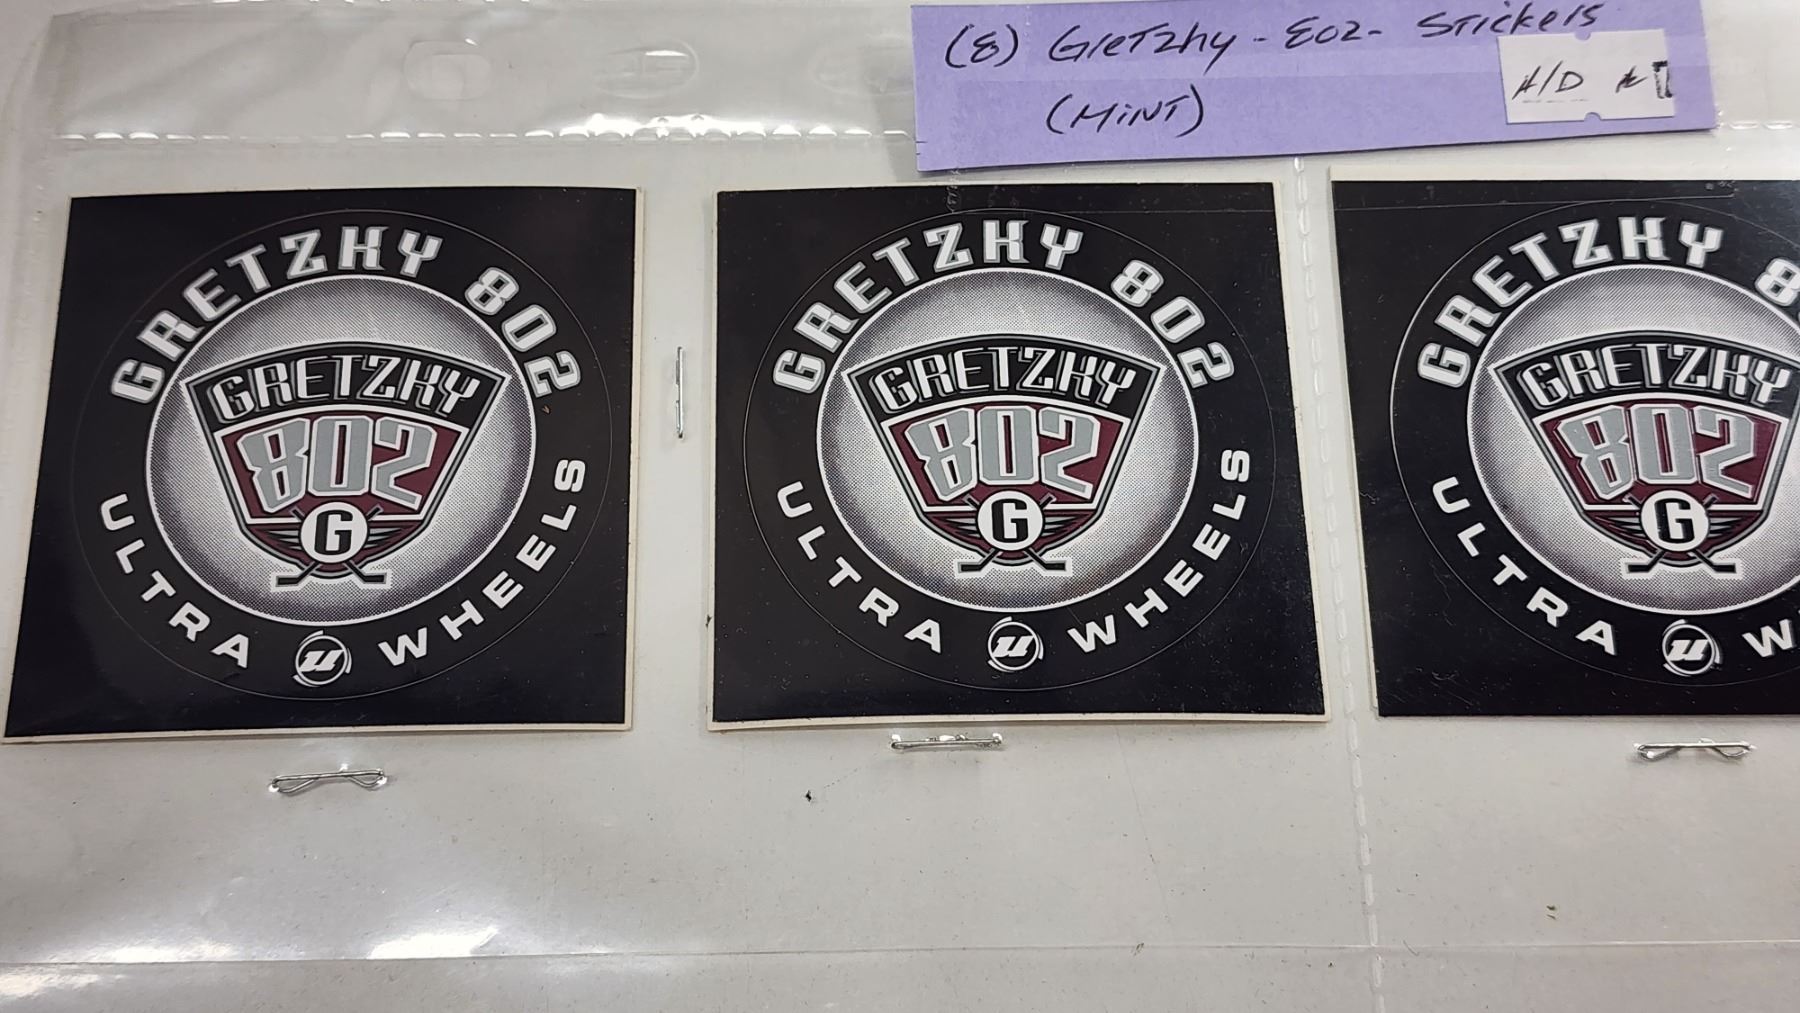 (8) Gretzky - 802 - Stickers
(MINT)
GRETZKY 802
GRETZKY
802
G
ULTRA U WHEELS
GRETZKY 802
GRETZKY
802
G
ULTRA U WHEELS
GRETZKY 8
GRETZKY
802
G
ULTRA U W